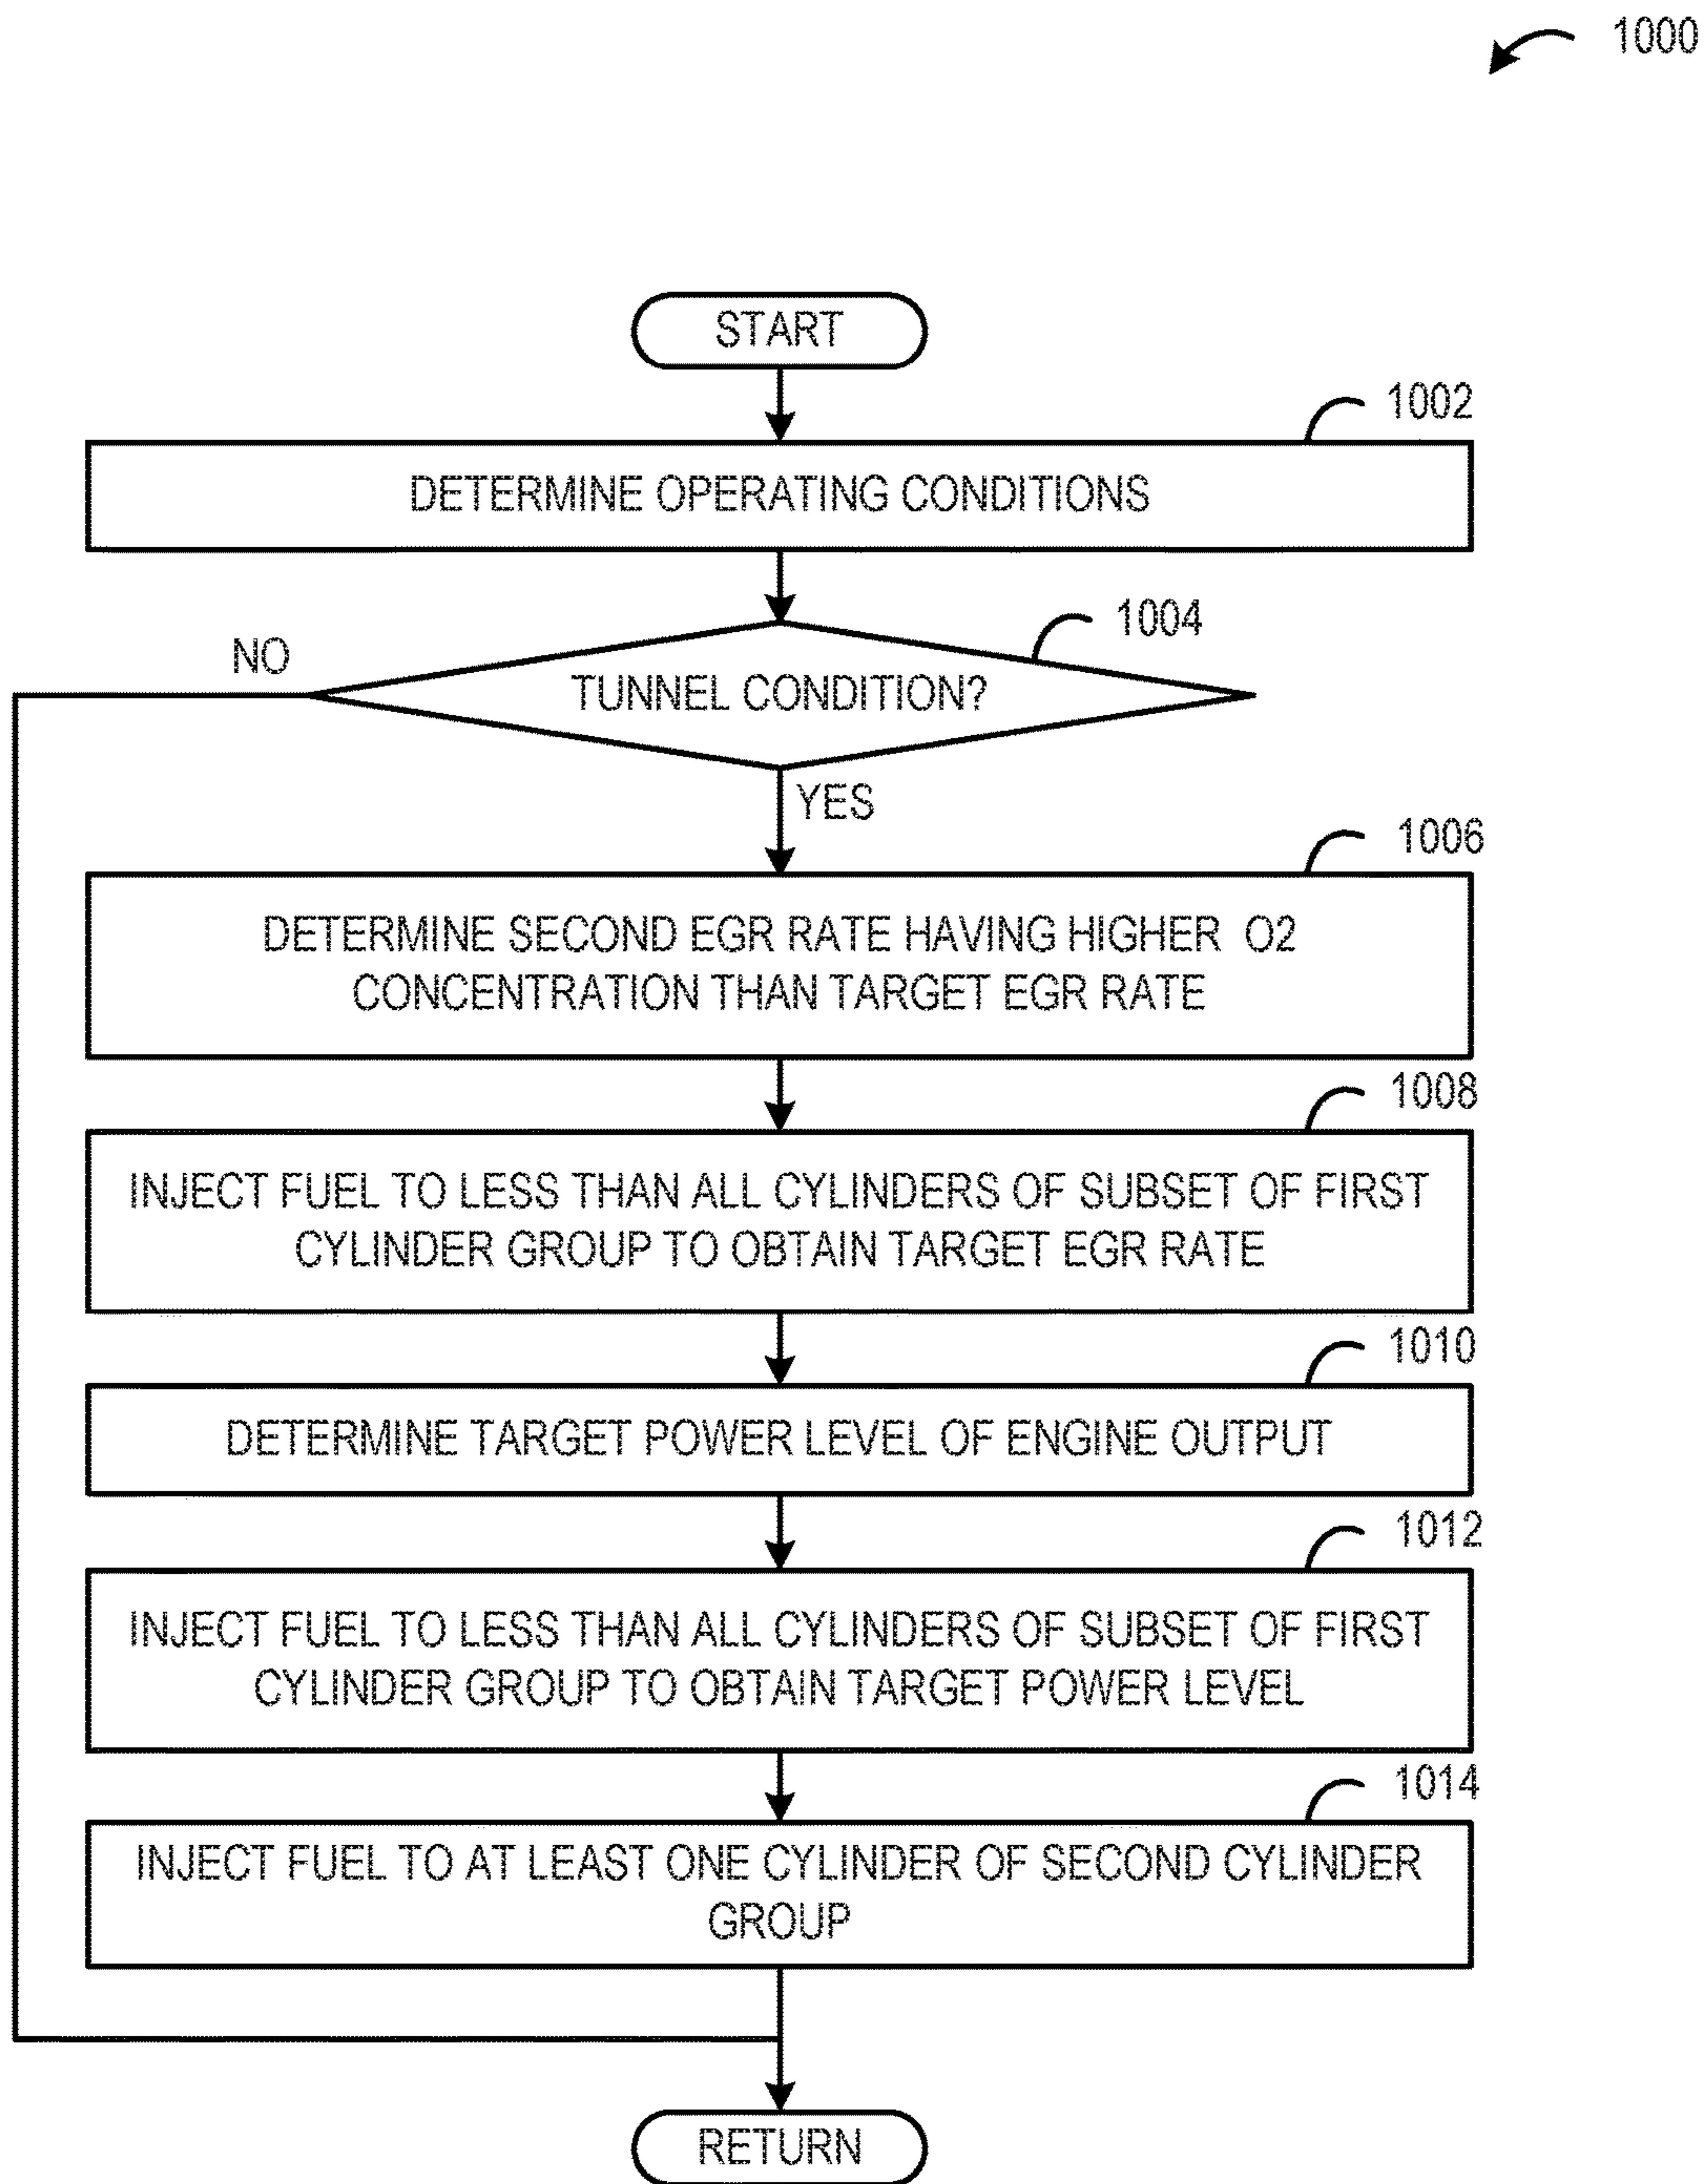 1000
START
1002
DETERMINE OPERATING CONDITIONS
1004
NO
TUNNEL CONDITION?
YES
1006
DETERMINE SECOND EGR RATE HAVING HIGHER O2
CONCENTRATION THAN TARGET EGR RATE
1008
INJECT FUEL TO LESS THAN ALL CYLINDERS OF SUBSET OF FIRST
CYLINDER GROUP TO OBTAIN TARGET EGR RATE
1010
DETERMINE TARGET POWER LEVEL OF ENGINE OUTPUT
1012
INJECT FUEL TO LESS THAN ALL CYLINDERS OF SUBSET OF FIRST
CYLINDER GROUP TO OBTAIN TARGET POWER LEVEL
1014
INJECT FUEL TO AT LEAST ONE CYLINDER OF SECOND CYLINDER
GROUP
RETURN